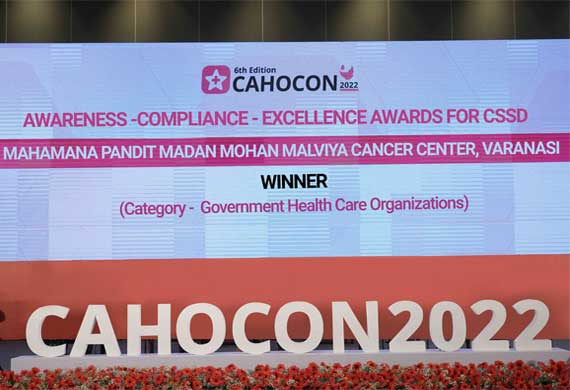 6th Edition
CAHOCON 2022
AWARENESS -COMPLIANCE - EXCELLENCE AWARDS FOR CSSD
MAHAMANA PANDIT MADAN MOHAN MALVIYA CANCER CENTER, VARANASI
WINNER
(Category - Government Health Care Organizations)
CAHOCON2022